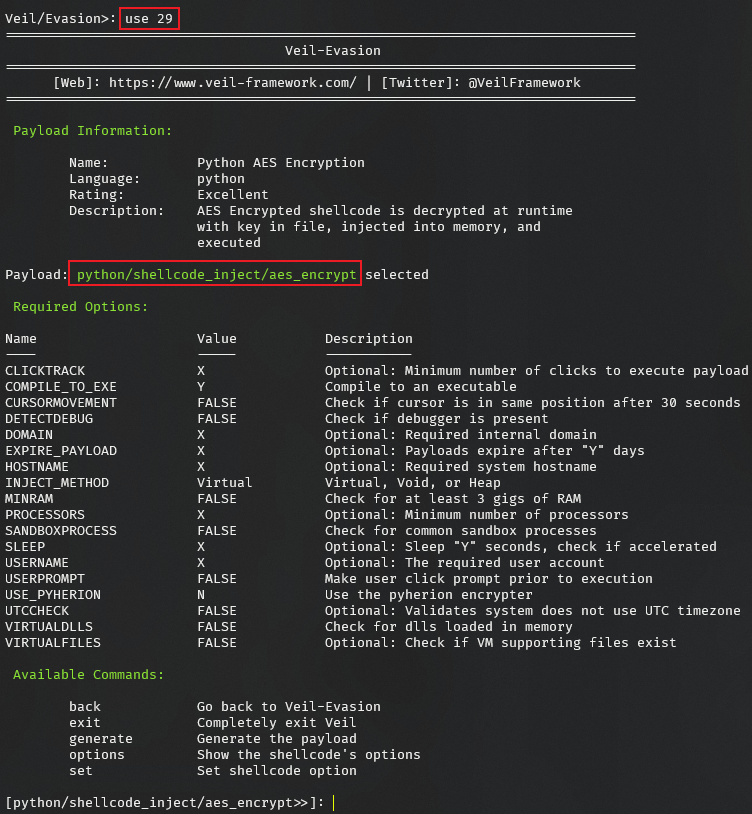 Veil/Evasion>: use 29
===============================================================================
Veil-Evasion
===============================================================================
[Web]: https://www.veil-framework.com/ | [Twitter]: @VeilFramework
===============================================================================
Payload Information:
Name: Python AES Encryption
Language: python
Rating: Excellent
Description: AES Encrypted shellcode is decrypted at runtime
with key in file, injected into memory, and
executed
Payload: python/shellcode_inject/aes_encrypt selected
Required Options:
Name Value Description
---- ----- -----------
CLICKTRACK X Optional: Minimum number of clicks to execute payload
COMPILE_TO_EXE Y Compile to an executable
CURSORMOVEMENT FALSE Check if cursor is in same position after 30 seconds
DETECTDEBUG FALSE Check if debugger is present
DOMAIN X Optional: Required internal domain
EXPIRE_PAYLOAD X Optional: Payloads expire after "Y" days
HOSTNAME X Optional: Required system hostname
INJECT_METHOD Virtual Virtual, Void, or Heap
MINRAM FALSE Check for at least 3 gigs of RAM
PROCESSORS X Optional: Minimum number of processors
SANDBOXPROCESS FALSE Check for common sandbox processes
SLEEP X Optional: Sleep "Y" seconds, check if accelerated
USERNAME X Optional: The required user account
USERPROMPT FALSE Make user click prompt prior to execution
USE_PYHERION N Use the pyherion encrypter
UTCCHECK FALSE Optional: Validates system does not use UTC timezone
VIRTUALDLLS FALSE Check for dlls loaded in memory
VIRTUALFILES FALSE Optional: Check if VM supporting files exist
Available Commands:
back Go back to Veil-Evasion
exit Completely exit Veil
generate Generate the payload
options Show the shellcode's options
set Set shellcode option
[python/shellcode_inject/aes_encrypt>>]: